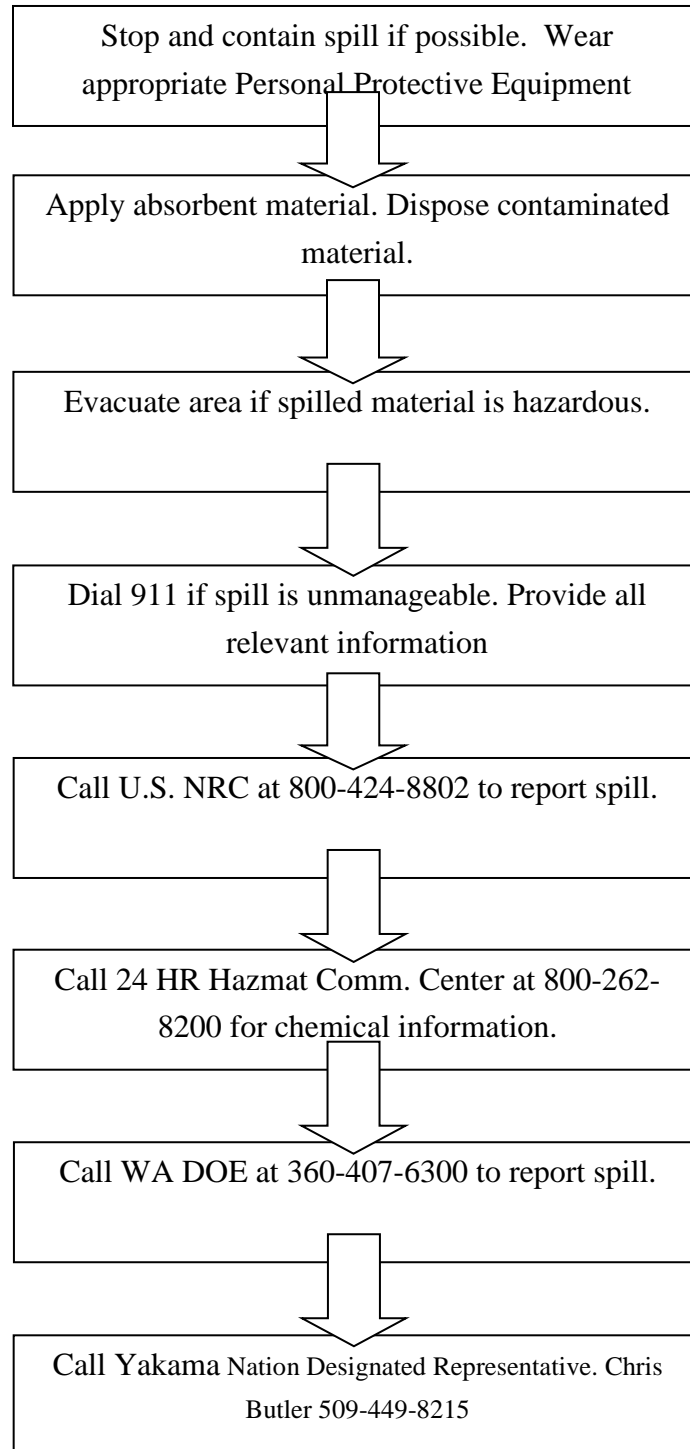 Stop and contain spill if possible.  Wear
appropriate Personal Protective Equipment
Apply absorbent material. Dispose contaminated
material.
Evacuate area if spilled material is hazardous.
Dial 911 if spill is unmanageable. Provide all
relevant information
Call U.S. NRC at 800-424-8802 to report spill.
Call 24 HR Hazmat Comm. Center at 800-262-
8200 for chemical information.
Call WA DOE at 360-407-6300 to report spill.
Call Yakama Nation Designated Representative. Chris
Butler 509-449-8215